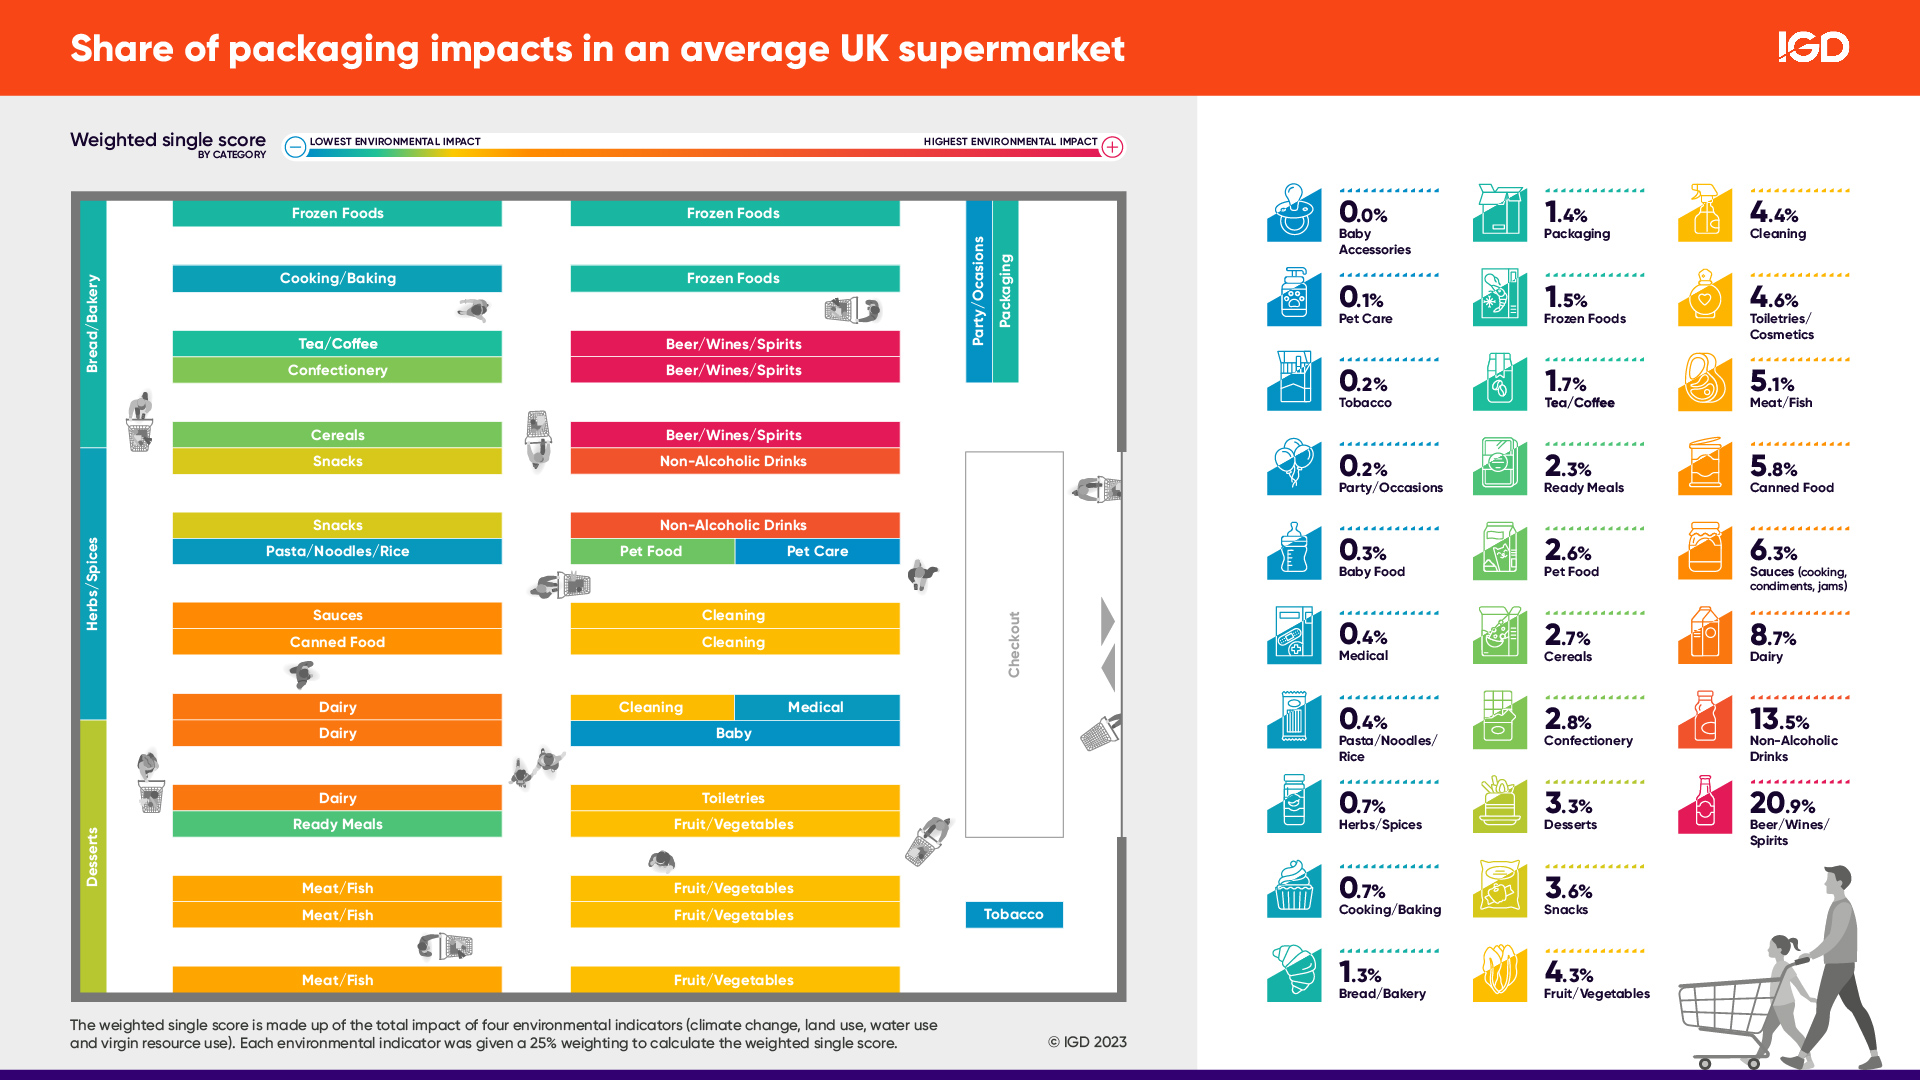 Share of packaging impacts in an average UK supermarket
IGD
Weighted single score
BY CATEGORY
LOWEST ENVIRONMENTAL IMPACT
HIGHEST ENVIRONMENTAL IMPACT
Bread/Bakery
Herbs/Spices
Desserts
Frozen Foods
Cooking/Baking
Tea/Coffee
Confectionery
Cereals
Snacks
Snacks
Pasta/Noodles/Rice
Sauces
Canned Food
Dairy
Dairy
Dairy
Ready Meals
Meat/Fish
Meat/Fish
Meat/Fish
Frozen Foods
Frozen Foods
Beer/Wines/Spirits
Beer/Wines/Spirits
Beer/Wines/Spirits
Non-Alcoholic Drinks
Non-Alcoholic Drinks
Pet Food
Pet Care
Cleaning
Cleaning
Cleaning
Medical
Baby
Toiletries
Fruit/Vegetables
Fruit/Vegetables
Fruit/Vegetables
Fruit/Vegetables
Party/Occasions
Packaging
Checkout
Tobacco
The weighted single score is made up of the total impact of four environmental indicators (climate change, land use, water use
and virgin resource use). Each environmental indicator was given a 25% weighting to calculate the weighted single score.
© IGD 2023
0.0%
Baby
Accessories
0.1%
Pet Care
0.2%
Tobacco
0.2%
Party/Occasions
0.3%
Baby Food
0.4%
Medical
0.4%
Pasta/Noodles/
Rice
0.7%
Herbs/Spices
0.7%
Cooking/Baking
1.3%
Bread/Bakery
1.4%
Packaging
1.5%
Frozen Foods
1.7%
Tea/Coffee
2.3%
Ready Meals
2.6%
Pet Food
2.7%
Cereals
2.8%
Confectionery
3.3%
Desserts
3.6%
Snacks
4.3%
Fruit/Vegetables
4.4%
Cleaning
4.6%
Toiletries/
Cosmetics
5.1%
Meat/Fish
5.8%
Canned Food
6.3%
Sauces (cooking,
condiments, jams)
8.7%
Dairy
13.5%
Non-Alcoholic
Drinks
20.9%
Beer/Wines/
Spirits